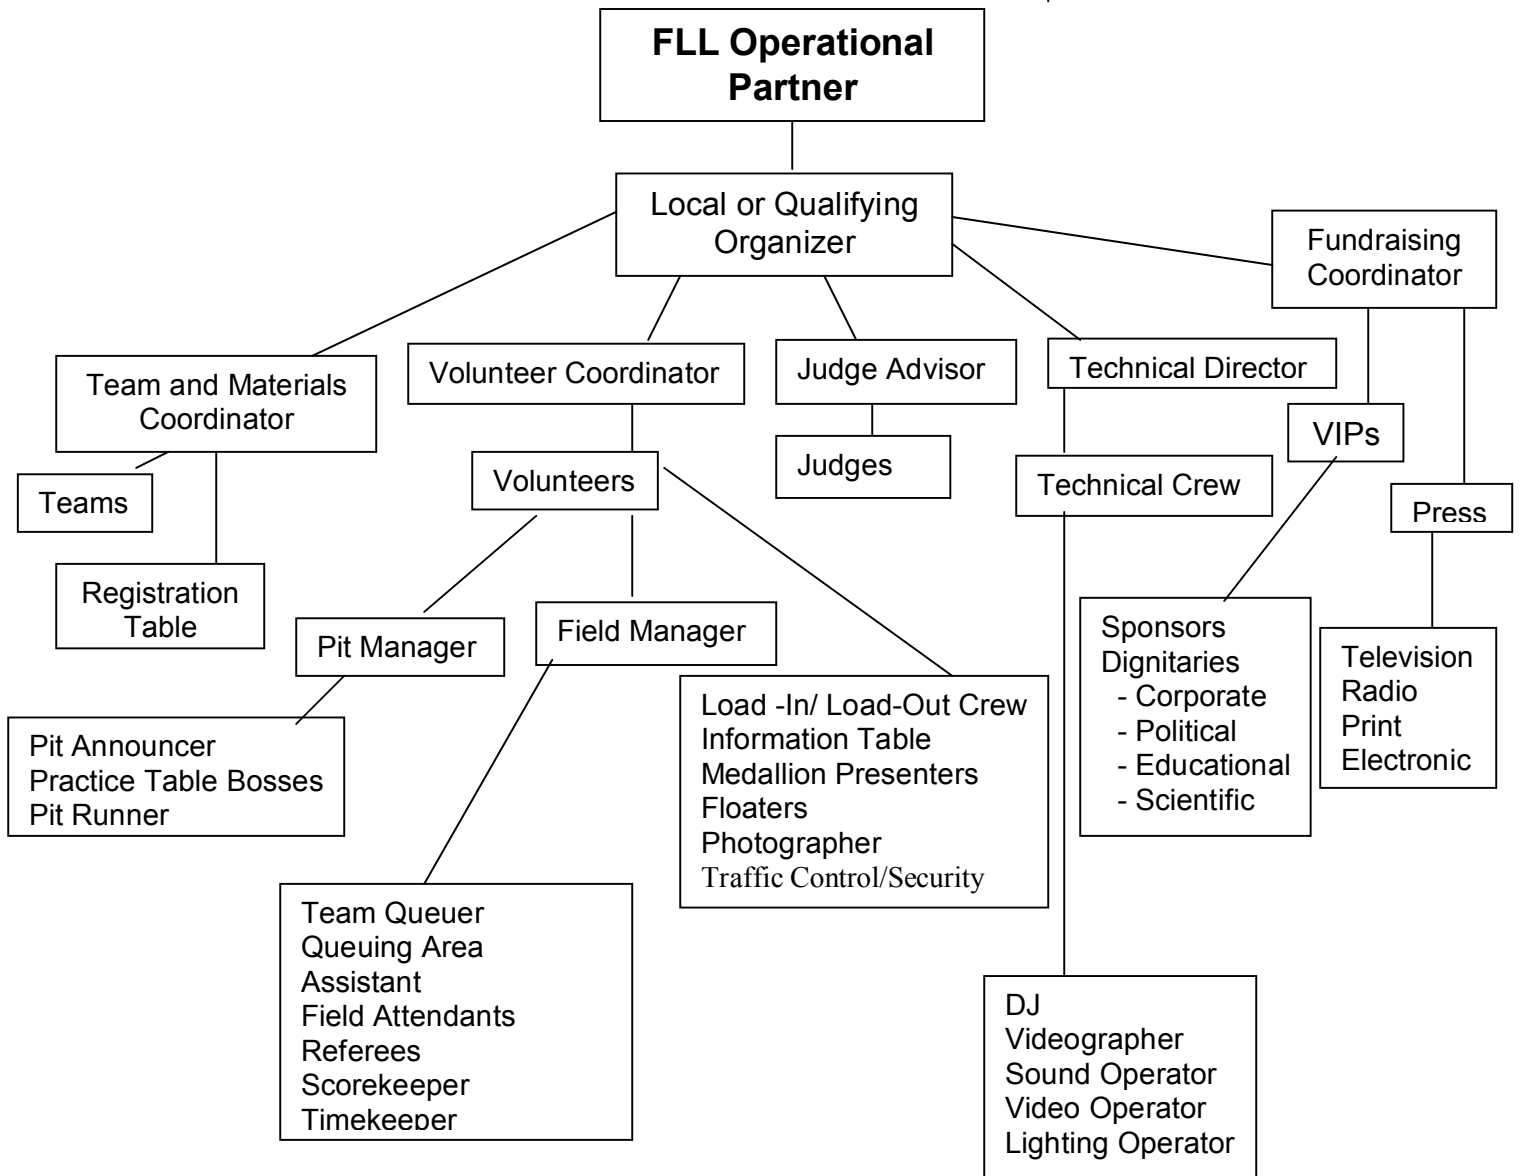 FLL Operational
Partner
Local or Qualifying
Organizer
Fundraising
Coordinator
Team and Materials
Coordinator
Volunteer Coordinator
Judge Advisor
Technical Director
VIPs
Teams
Volunteers
Judges
Technical Crew
Press
Registration
Table
Pit Manager
Field Manager
Sponsors
Dignitaries
- Corporate
- Political
- Educational
- Scientific
Television
Radio
Print
Electronic
Pit Announcer
Practice Table Bosses
Pit Runner
Load -In/ Load-Out Crew
Information Table
Medallion Presenters
Floaters
Photographer
Traffic Control/Security
Team Queuer
Queuing Area
Assistant
Field Attendants
Referees
Scorekeeper
Timekeeper
DJ
Videographer
Sound Operator
Video Operator
Lighting Operator